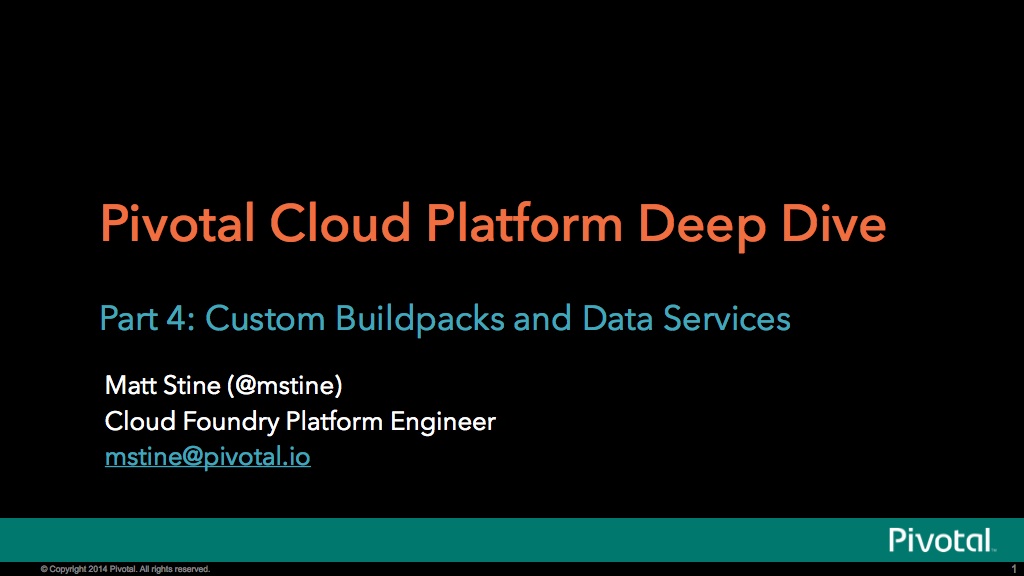 Pivotal Cloud Platform Deep Dive
Part 4: Custom Buildpacks and Data Services
Matt Stine (@mstine)
Cloud Foundry Platform Engineer
mstine@pivotal.io
Pivotal™
© Copyright 2014 Pivotal. All rights reserved.
1